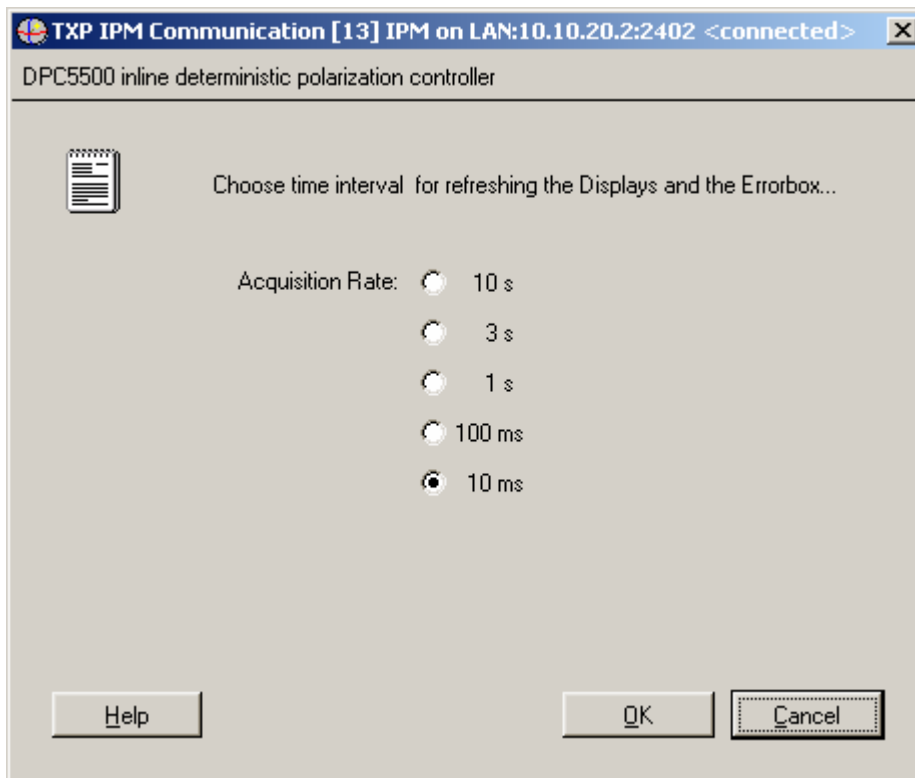 TXP IPM Communication [13] IPM on LAN:10.10.20.2:2402 <connected>
DPC5500 inline deterministic polarization controller
Choose time interval for refreshing the Displays and the Errorbox...
Acquisition Rate: 10 s
3 s
1 s
100 ms
10 ms
Help OK Cancel